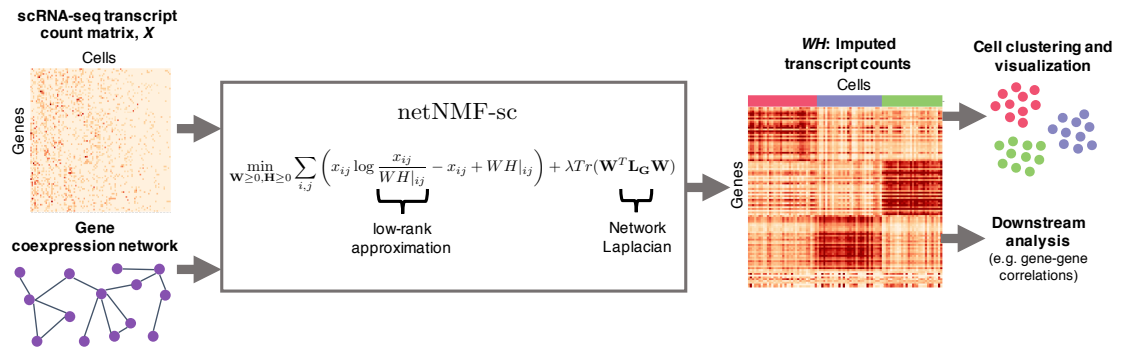 scRNA-seq transcript
count matrix, X
Cells
Genes
Gene
coexpression network
netNMF-sc
min W≥0,H≥0 ∑ i,j ( x_ij log x_ij / WH|_ij − x_ij + WH|_ij ) + λTr(W^T L_G W)
low-rank
approximation
Network
Laplacian
WH: Imputed
transcript counts
Cells
Genes
Cell clustering and
visualization
Downstream
analysis
(e.g. gene-gene
correlations)